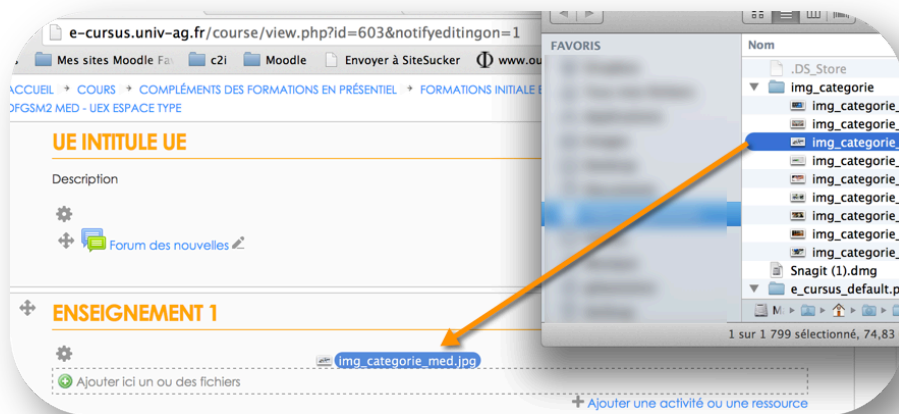 e-cursus.univ-ag.fr/course/view.php?id=603&notifyeditingon=1
Mes sites Moodle Fav c2i Moodle Envoyer à SiteSucker www.ou
ACCUEIL COURS COMPLÉMENTS DES FORMATIONS EN PRÉSENTIEL FORMATIONS INITIALE E
DFGSM2 MED - UEX ESPACE TYPE
UE INTITULE UE
Description
Forum des nouvelles
ENSEIGNEMENT 1
img_categorie_med.jpg
Ajouter ici un ou des fichiers
Ajouter une activité ou une ressource
FAVORIS
Nom
.DS_Store
img_categorie
img_categorie_
img_categorie_
img_categorie_
img_categorie_
img_categorie_
img_categorie_
img_categorie_
img_categorie_
img_categorie_
Snagit (1).dmg
e_cursus_default.p
M.
1 sur 1 799 sélectionné, 74,83